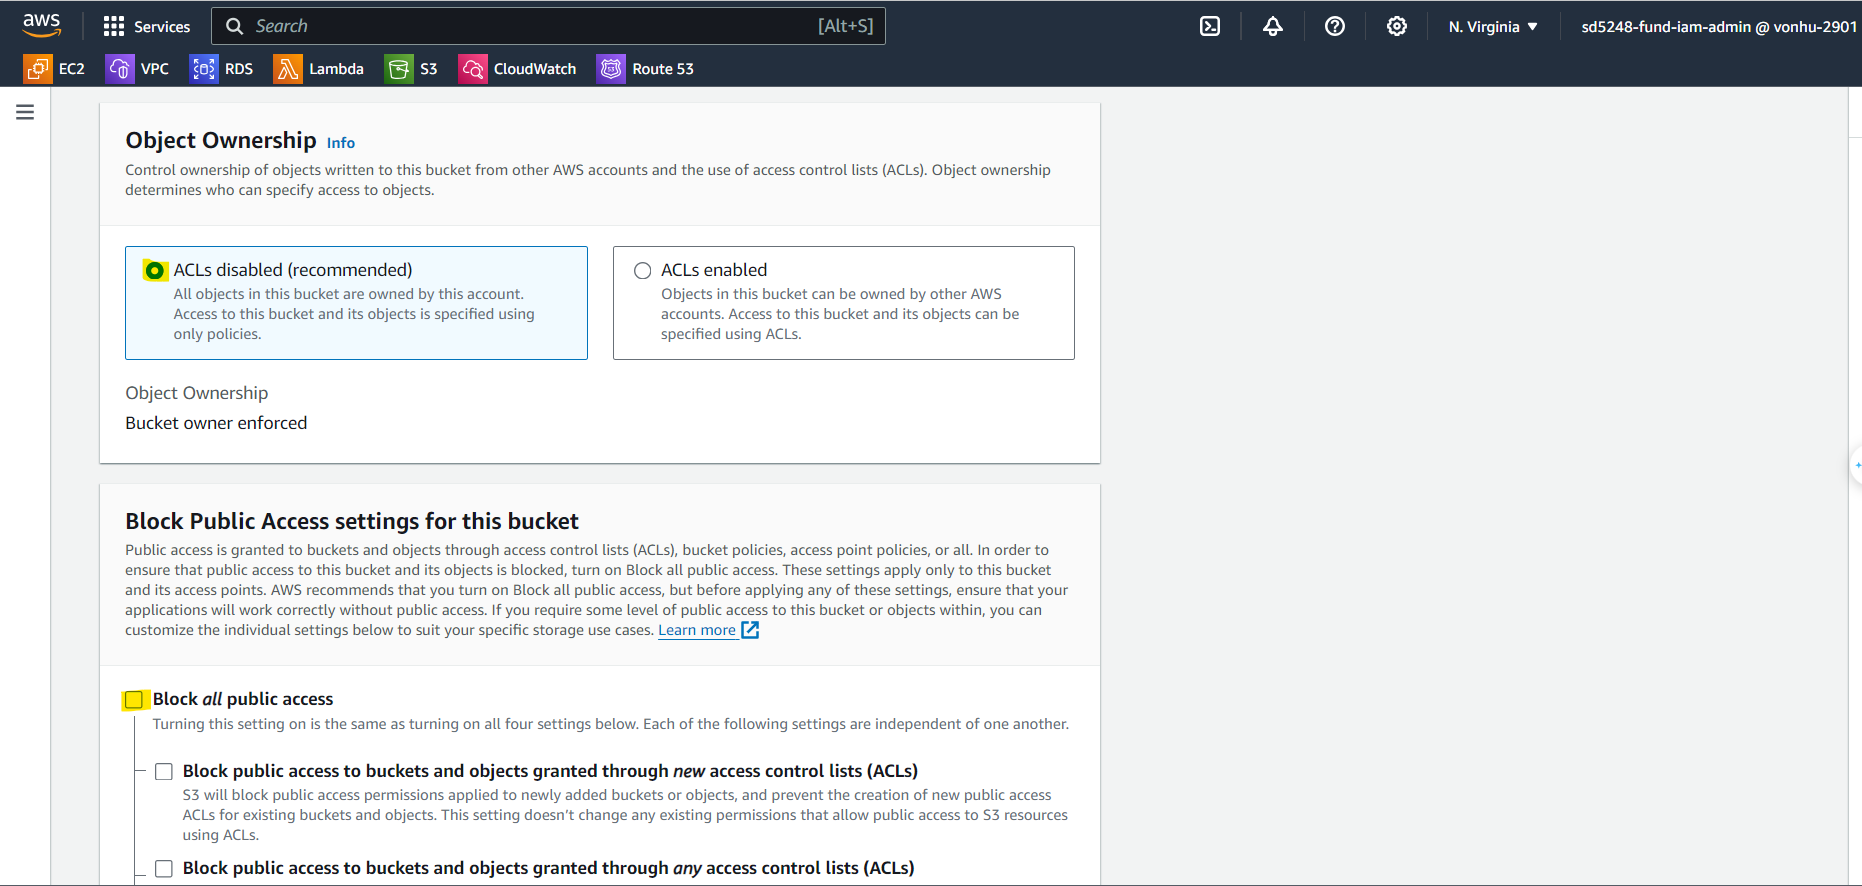 aws
Services
Search
[Alt+S]
N. Virginia
sd5248-fund-iam-admin @ vonhu-2901
EC2
VPC
RDS
Lambda
S3
CloudWatch
Route 53
Object Ownership Info
Control ownership of objects written to this bucket from other AWS accounts and the use of access control lists (ACLs). Object ownership
determines who can specify access to objects.
ACLs disabled (recommended)
All objects in this bucket are owned by this account.
Access to this bucket and its objects is specified using
only policies.
ACLs enabled
Objects in this bucket can be owned by other AWS
accounts. Access to this bucket and its objects can be
specified using ACLs.
Object Ownership
Bucket owner enforced
Block Public Access settings for this bucket
Public access is granted to buckets and objects through access control lists (ACLs), bucket policies, access point policies, or all. In order to
ensure that public access to this bucket and its objects is blocked, turn on Block all public access. These settings apply only to this bucket
and its access points. AWS recommends that you turn on Block all public access, but before applying any of these settings, ensure that your
applications will work correctly without public access. If you require some level of public access to this bucket or objects within, you can
customize the individual settings below to suit your specific storage use cases. Learn more
Block all public access
Turning this setting on is the same as turning on all four settings below. Each of the following settings are independent of one another.
Block public access to buckets and objects granted through new access control lists (ACLs)
S3 will block public access permissions applied to newly added buckets or objects, and prevent the creation of new public access
ACLs for existing buckets and objects. This setting doesn't change any existing permissions that allow public access to S3 resources
using ACLs.
Block public access to buckets and objects granted through any access control lists (ACLs)